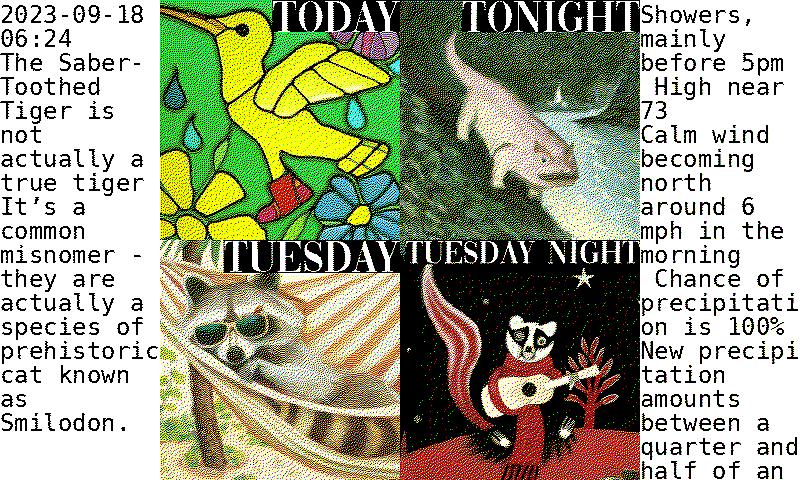 2023-09-18
06:24
The Saber-
Toothed
Tiger is
not
actually a
true tiger
It’s a
common
misnomer -
they are
actually a
species of
prehistoric
cat known
as
Smilodon.
TODAY
TONIGHT
TUESDAY
TUESDAY NIGHT
Showers,
mainly
before 5pm
High near
73
Calm wind
becoming
north
around 6
mph in the
morning
Chance of
precipitati
on is 100%
New precipi
tation
amounts
between a
quarter and
half of an